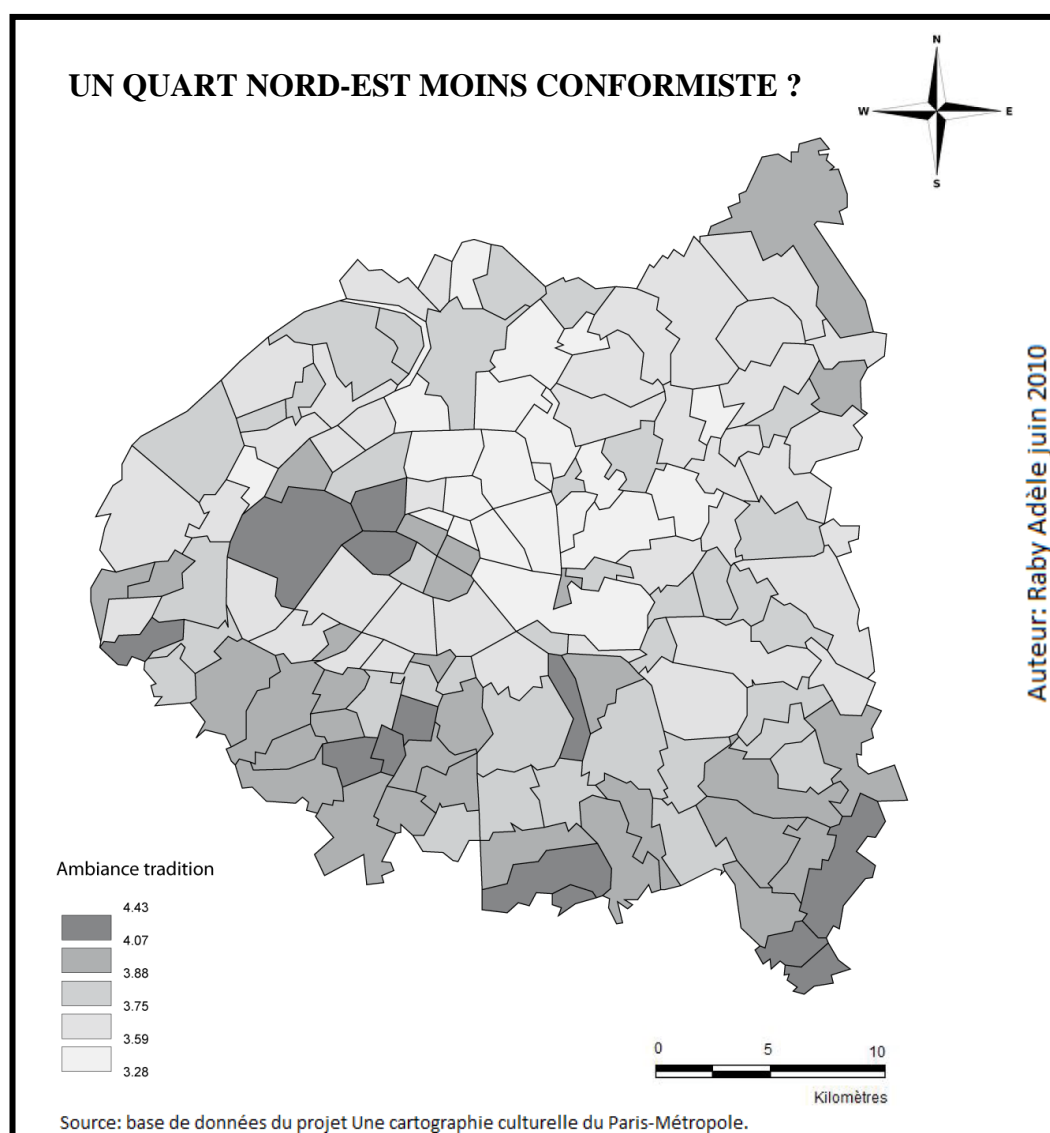 UN QUART NORD-EST MOINS CONFORMISTE ?
N
W
E
S
Auteur: Raby Adèle juin 2010
Ambiance tradition
4.43
4.07
3.88
3.75
3.59
3.28
0 5 10
Kilomètres
Source: base de données du projet Une cartographie culturelle du Paris-Métropole.